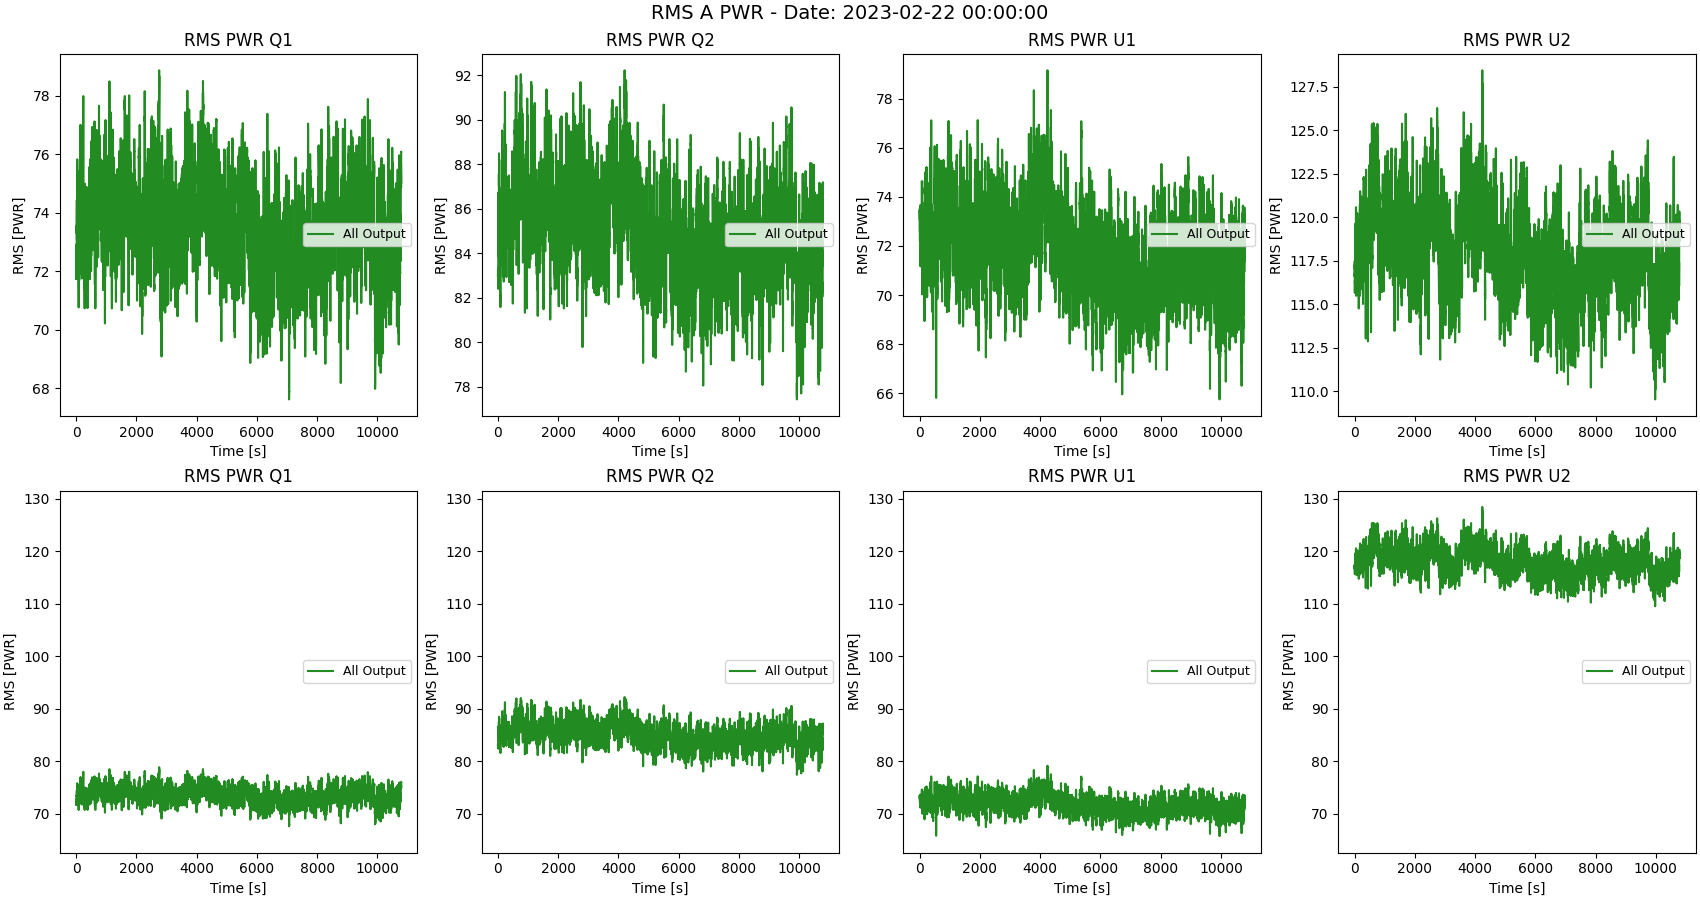 RMS A PWR - Date: 2023-02-22 00:00:00
RMS PWR Q1
RMS [PWR]
78
76
74
72
70
68
All Output
0 2000 4000 6000 8000 10000
Time [s]
RMS PWR Q2
RMS [PWR]
92
90
88
86
84
82
80
78
All Output
0 2000 4000 6000 8000 10000
Time [s]
RMS PWR U1
RMS [PWR]
78
76
74
72
70
68
66
All Output
0 2000 4000 6000 8000 10000
Time [s]
RMS PWR U2
RMS [PWR]
127.5
125.0
122.5
120.0
117.5
115.0
112.5
110.0
All Output
0 2000 4000 6000 8000 10000
Time [s]
RMS PWR Q1
RMS [PWR]
130
120
110
100
90
80
70
All Output
0 2000 4000 6000 8000 10000
Time [s]
RMS PWR Q2
RMS [PWR]
130
120
110
100
90
80
70
All Output
0 2000 4000 6000 8000 10000
Time [s]
RMS PWR U1
RMS [PWR]
130
120
110
100
90
80
70
All Output
0 2000 4000 6000 8000 10000
Time [s]
RMS PWR U2
RMS [PWR]
130
120
110
100
90
80
70
All Output
0 2000 4000 6000 8000 10000
Time [s]